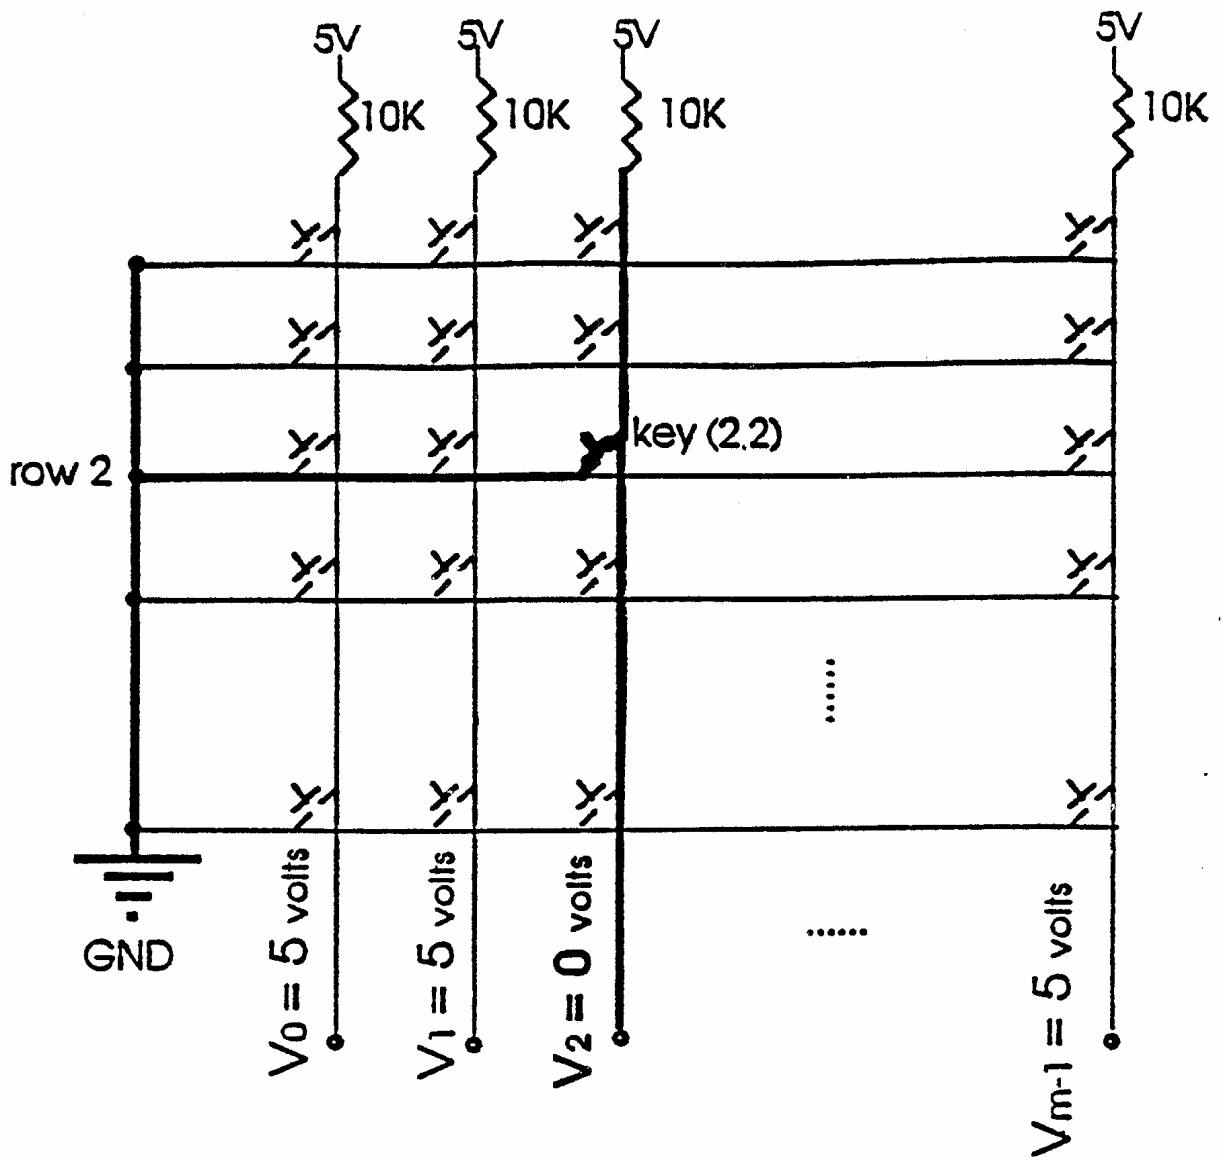 5V
5V
5V
5V
10K
10K
10K
10K
key (2.2)
row 2
GND
V0 = 5 volts
V1 = 5 volts
V2 = 0 volts
Vm-1 = 5 volts